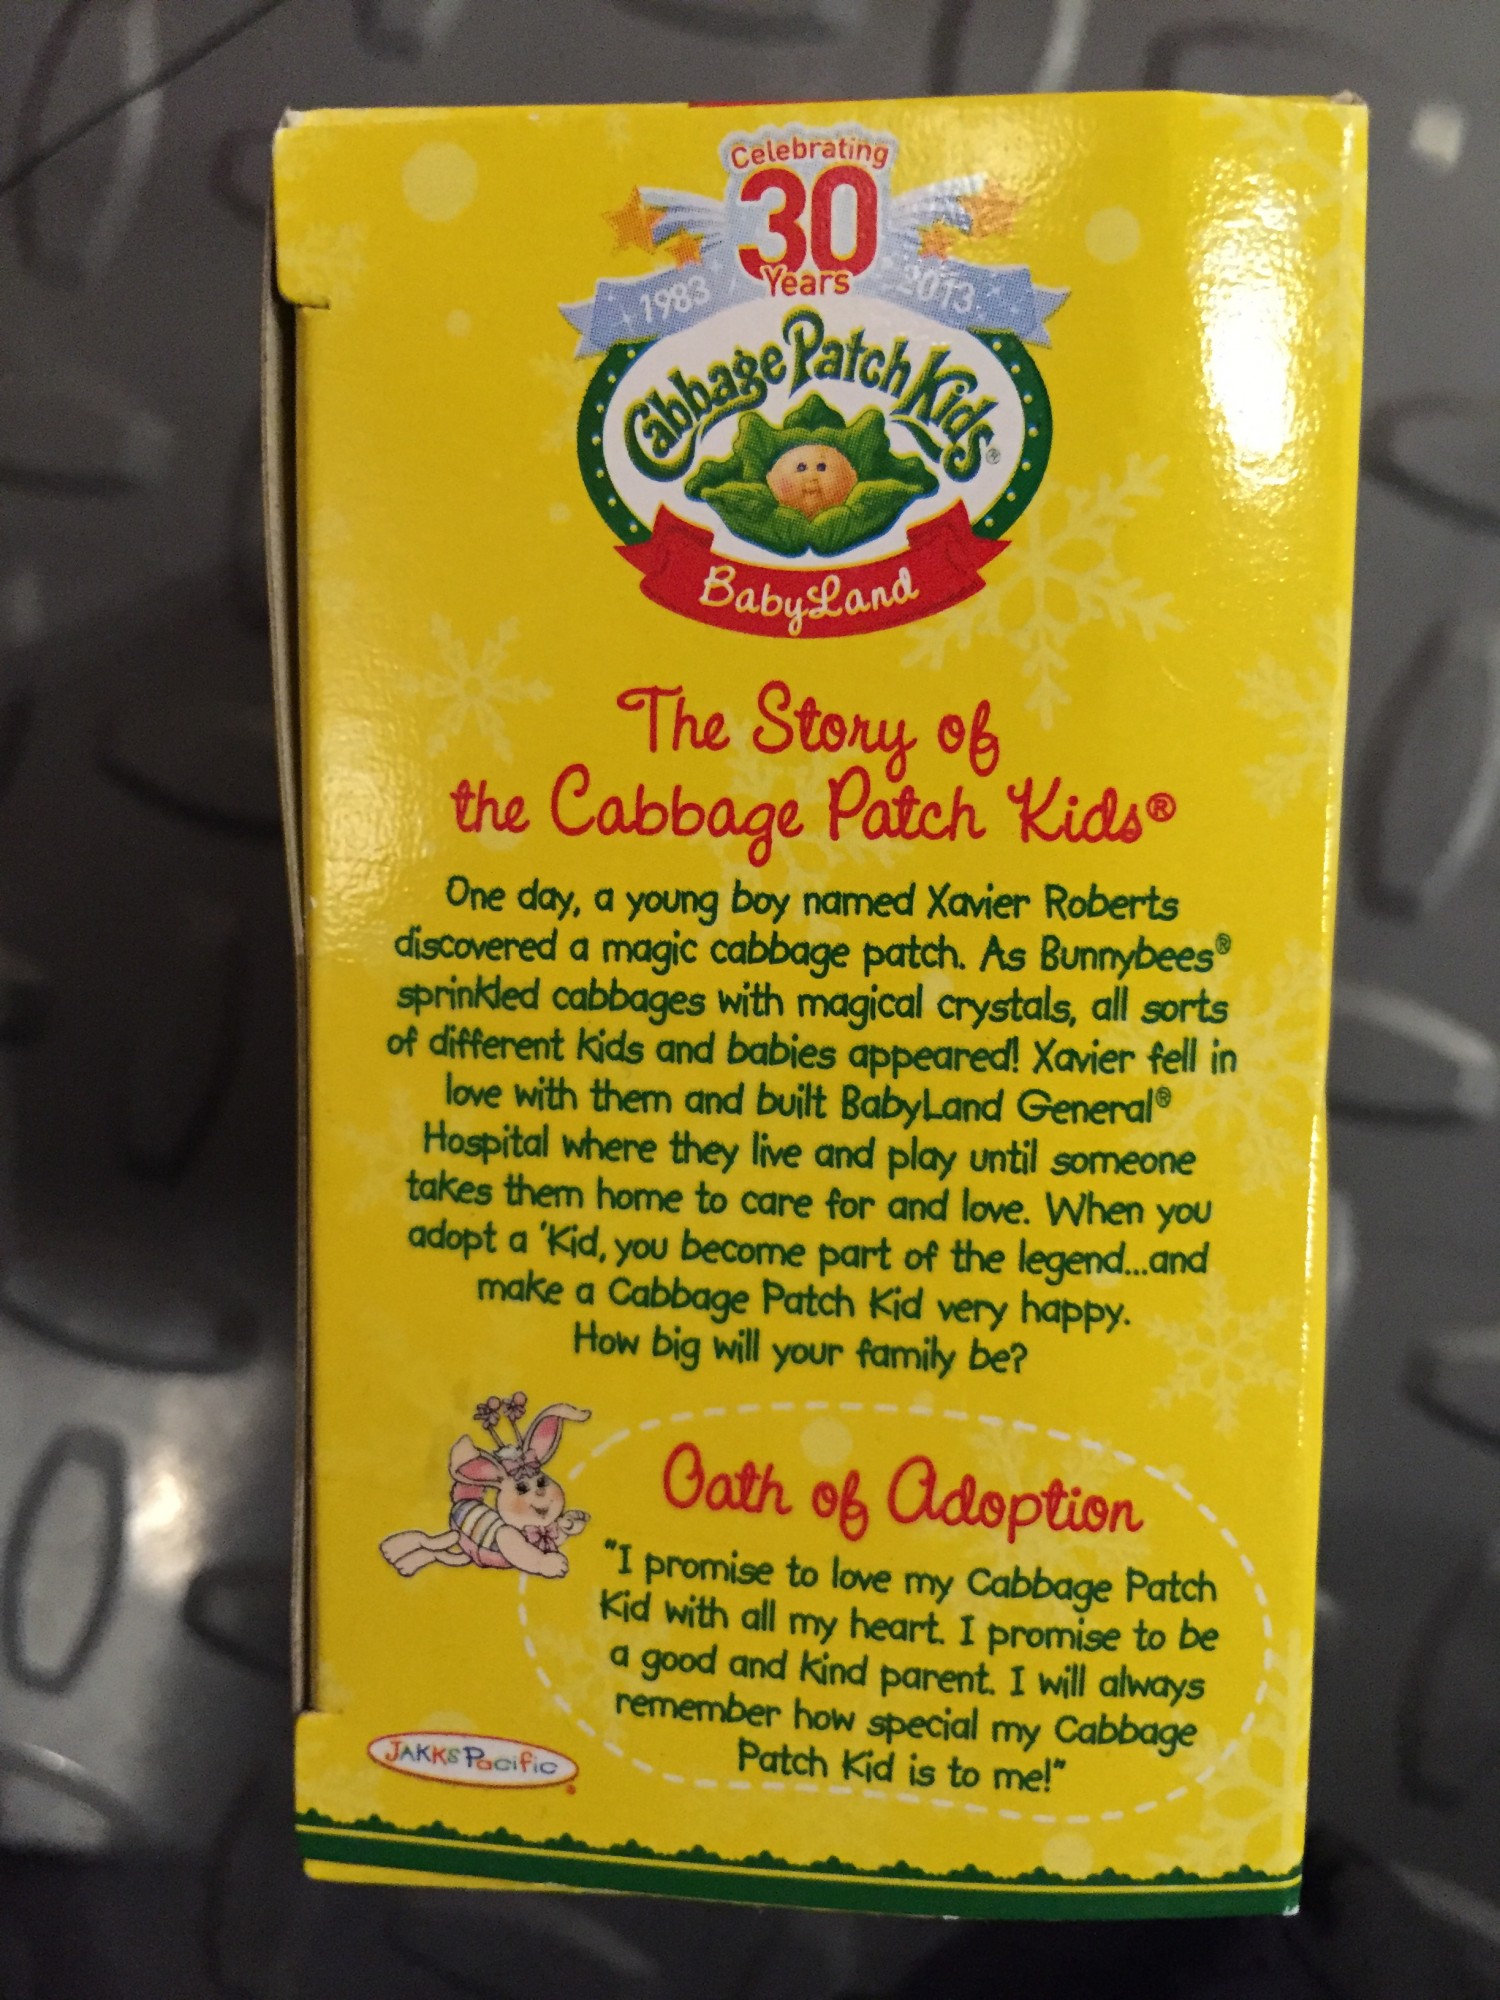 Celebrating
30
Years
1983 2013
Cabbage Patch Kids®
BabyLand
The Story of
the Cabbage Patch Kids®
One day, a young boy named Xavier Roberts
discovered a magic cabbage patch. As Bunnybees®
sprinkled cabbages with magical crystals, all sorts
of different kids and babies appeared! Xavier fell in
love with them and built BabyLand General®
Hospital where they live and play until someone
takes them home to care for and love. When you
adopt a 'Kid, you become part of the legend...and
make a Cabbage Patch Kid very happy.
How big will your family be?
Oath of Adoption
"I promise to love my Cabbage Patch
Kid with all my heart. I promise to be
a good and kind parent. I will always
remember how special my Cabbage
Patch Kid is to me!"
JAKKS Pacific